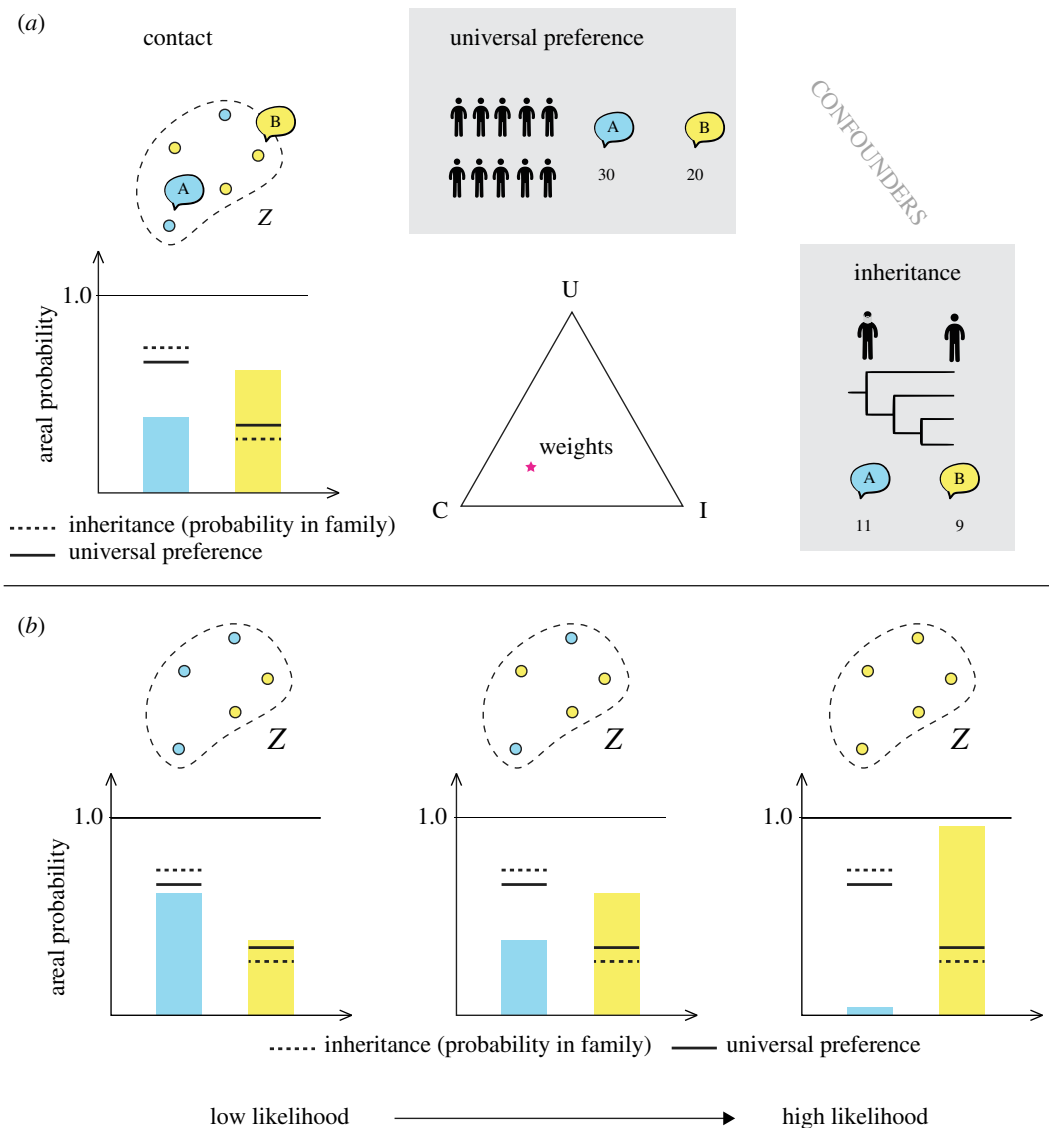 (a)
contact
universal preference
CONFOUNDERS
B
A
Z
A
B
30
20
1.0
areal probability
inheritance (probability in family)
universal preference
U
weights
C
I
inheritance
A
B
11
9
(b)
Z
Z
Z
1.0
1.0
1.0
areal probability
inheritance (probability in family)
universal preference
low likelihood
high likelihood